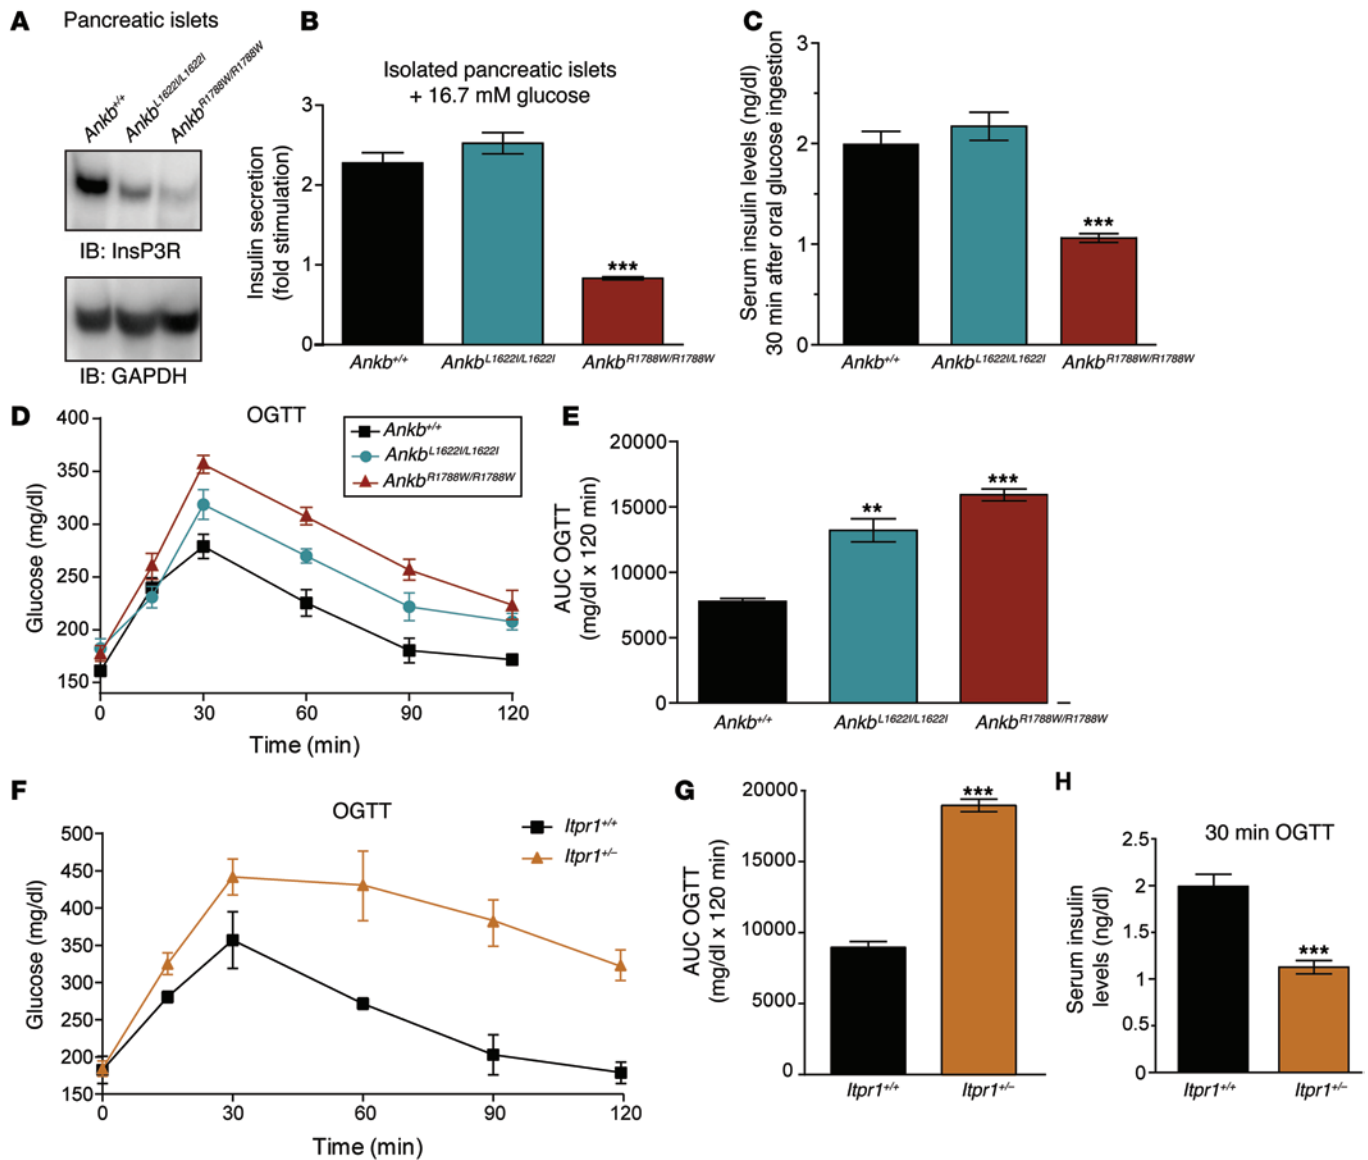 A
Pancreatic islets
Ankb+/+
AnkbL1622I/L1622I
AnkbR1788W/R1788W
IB: InsP3R
IB: GAPDH
B
Isolated pancreatic islets
+ 16.7 mM glucose
Insulin secretion
(fold stimulation)
3
2
1
0
***
Ankb+/+
AnkbL1622I/L1622I
AnkbR1788W/R1788W
C
Serum insulin levels (ng/dl)
30 min after oral glucose ingestion
3
2
1
0
***
Ankb+/+
AnkbL1622I/L1622I
AnkbR1788W/R1788W
D
OGTT
Ankb+/+
AnkbL1622I/L1622I
AnkbR1788W/R1788W
Glucose (mg/dl)
400
350
300
250
200
150
0 30 60 90 120
Time (min)
E
AUC OGTT
(mg/dl x 120 min)
20000
15000
10000
5000
0
**
***
Ankb+/+
AnkbL1622I/L1622I
AnkbR1788W/R1788W
F
OGTT
Itpr1+/+
Itpr1+/–
Glucose (mg/dl)
500
450
400
350
300
250
200
150
0 30 60 90 120
Time (min)
G
AUC OGTT
(mg/dl x 120 min)
20000
15000
10000
5000
0
***
Itpr1+/+
Itpr1+/–
H
30 min OGTT
Serum insulin
levels (ng/dl)
2.5
2
1.5
1
0.5
0
***
Itpr1+/+
Itpr1+/–